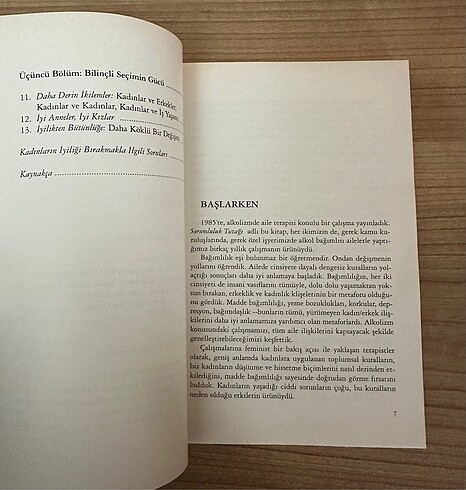 Üçüncü Bölüm: Bilinçli Seçimin Gücü
11. Daha Derin İkilemler: Kadınlar ve Erkekler,
Kadınlar ve Kadınlar, Kadınlar ve İş Yaşamı
12. İyi Anneler, İyi Kızlar
13. İyilikten Bütünlüğe: Daha Köklü Bir Değişim
Kadınların İyiliği Bırakmakla İlgili Soruları
Kaynakça
BAŞLARKEN
1985'te, alkolizmde aile terapisi konulu bir çalışma yayınladık.
Sorumluluk Tuzağı adlı bu kitap, her ikimizin de, gerek kamu ku-
ruluşlarında, gerek özel işyerimizde alkol bağımlısı ailelerle yaptı-
ğımız birkaç yıllık çalışmanın ürünüydü.
Bağımlılık eşi bulunmaz bir öğretmendir. Ondan değişmenin
yollarını öğrendik. Ailede cinsiyete dayalı dengesiz kuralların yol-
açtığı sonuçları daha iyi anlamaya başladık. Bağımlılığın, her iki
cinsiyeti de insani vasıflarını tümüyle, dolu dolu yaşamaktan yok-
sun bırakan, erkeklik ve kadınlık klişelerinin bir metaforu olduğu-
nu gördük. Madde bağımlılığı, yeme bozuklukları, korkular, dep-
resyon, bağımdaşlık --bunların tümü, yürümeyen kadın/erkek iliş-
kilerini daha iyi anlamamıza yardımcı olan metaforlardı. Alkolizm
konusundaki çalışmamızı, tüm aile ilişkilerini kapsayacak şekilde
genelleştirebileceğimizi keşfettik.
Çalışmalarına feminist bir bakış açısı ile yaklaşan terapistler
olarak, geniş anlamda kadınlara uygulanan toplumsal kuralların,
biz kadınların düşünme ve hissetme biçimlerini nasıl derinden et-
kilediğini, madde bağımlılığı sayesinde doğrudan görme fırsatını
bulduk. Kadınların yaşadığı ciddi sorunların çoğu, bu kuralların
neden olduğu etkilerin ürünüydü.
7